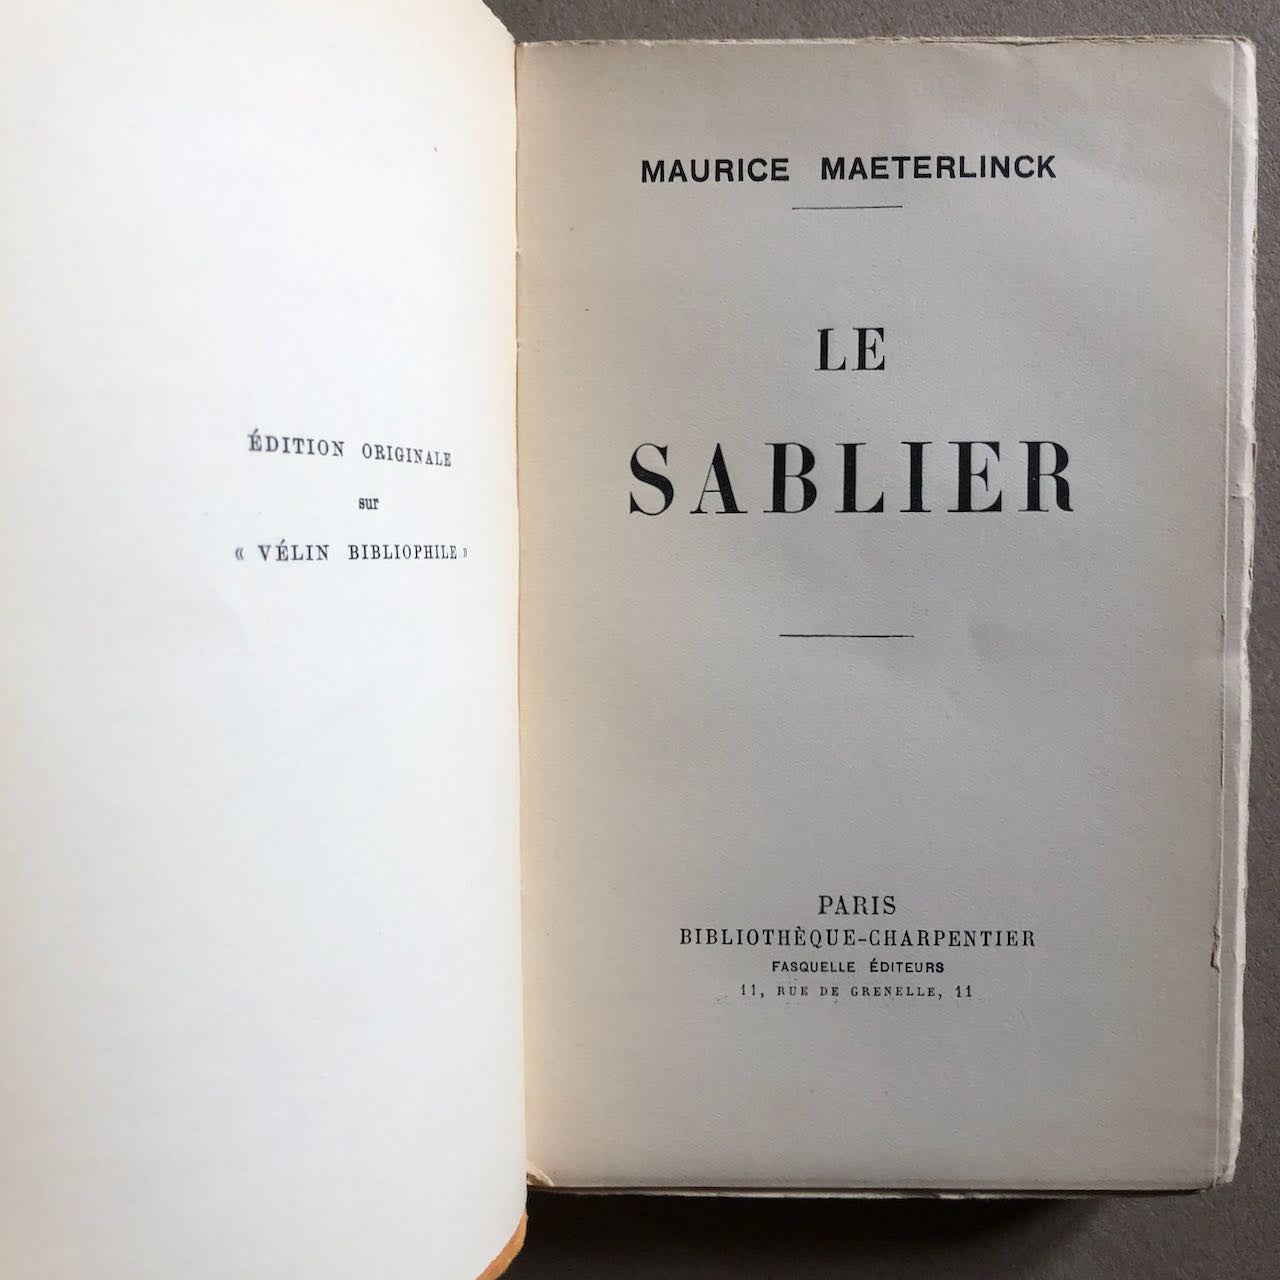 ÉDITION ORIGINALE
sur
« VÉLIN BIBLIOPHILE »
MAURICE MAETERLINCK
LE
SABLIER
PARIS
BIBLIOTHÈQUE-CHARPENTIER
FASQUELLE ÉDITEURS
11, RUE DE GRENELLE, 11